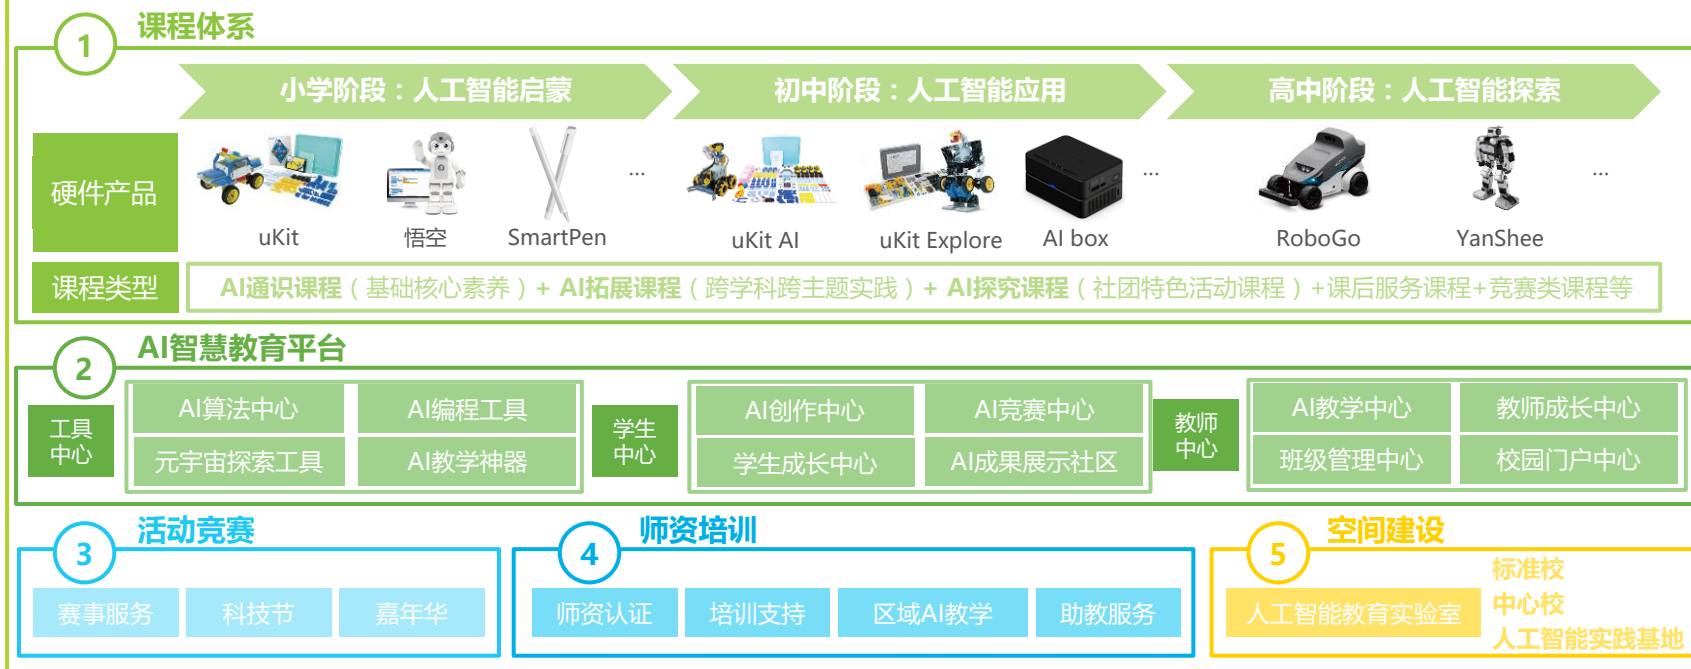 1
课程体系
小学阶段：人工智能启蒙
初中阶段：人工智能应用
高中阶段：人工智能探索
硬件产品
uKit
悟空
SmartPen
...
uKit AI
uKit Explore
AI box
...
RoboGo
YanShee
...
课程类型
AI通识课程（基础核心素养）+ AI拓展课程（跨学科跨主题实践）+ AI探究课程（社团特色活动课程）+课后服务课程+竞赛类课程等
2
AI智慧教育平台
工具
中心
AI算法中心
AI编程工具
元宇宙探索工具
AI教学神器
学生
中心
AI创作中心
AI竞赛中心
学生成长中心
AI成果展示社区
教师
中心
AI教学中心
教师成长中心
班级管理中心
校园门户中心
3
活动竞赛
赛事服务
科技节
嘉年华
4
师资培训
师资认证
培训支持
区域AI教学
助教服务
5
空间建设
人工智能教育实验室
标准校
中心校
人工智能实践基地